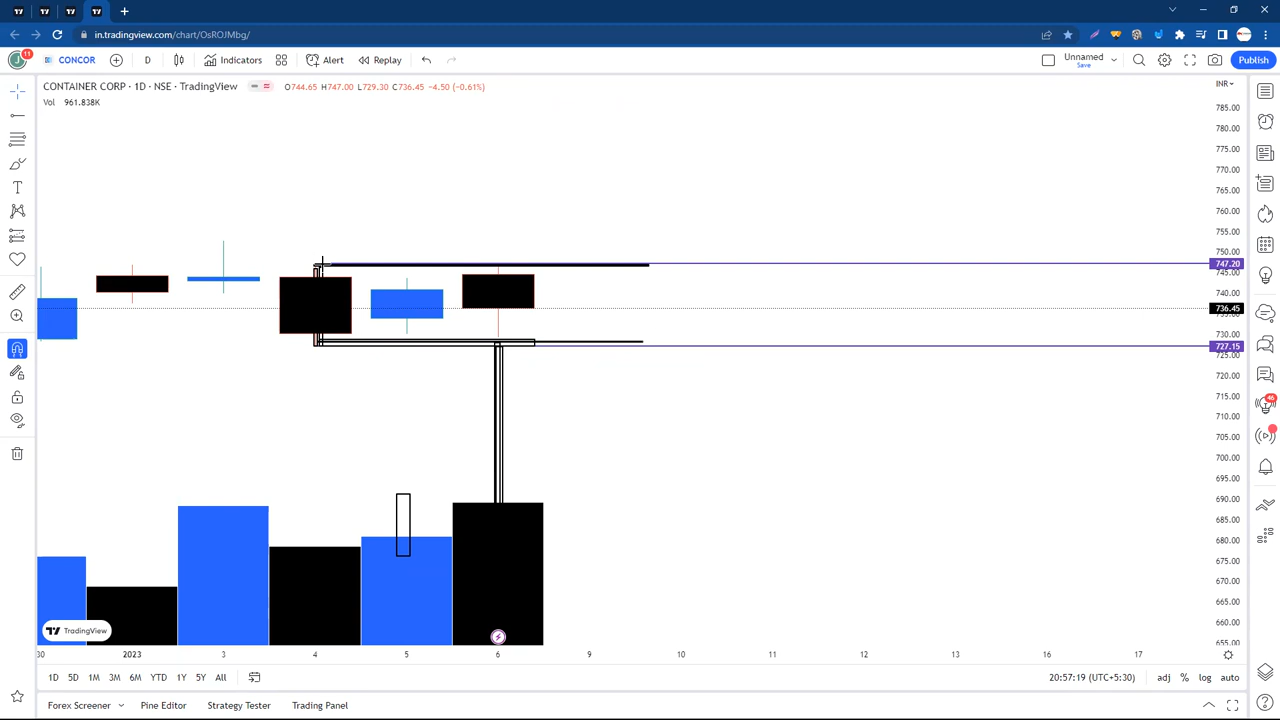 in.tradingview.com/chart/OsROJMbg/
J
11
CONCOR
D
Indicators
Alert
Replay
Unnamed
Save
Publish
CONTAINER CORP · 1D · NSE · TradingView
O744.65 H747.00 L729.30 C736.45 −4.50 (−0.61%)
INR
Vol 961.838K
785.00
780.00
775.00
770.00
765.00
760.00
755.00
750.00
747.20
745.00
740.00
736.45
730.00
727.15
725.00
720.00
715.00
710.00
705.00
700.00
695.00
690.00
685.00
680.00
675.00
670.00
665.00
660.00
655.00
46
TradingView
30 2023 3 4 5 6 9 10 11 12 13 16 17
1D 5D 1M 3M 6M YTD 1Y 5Y All
20:57:19 (UTC+5:30)
adj % log auto
Forex Screener Pine Editor Strategy Tester Trading Panel